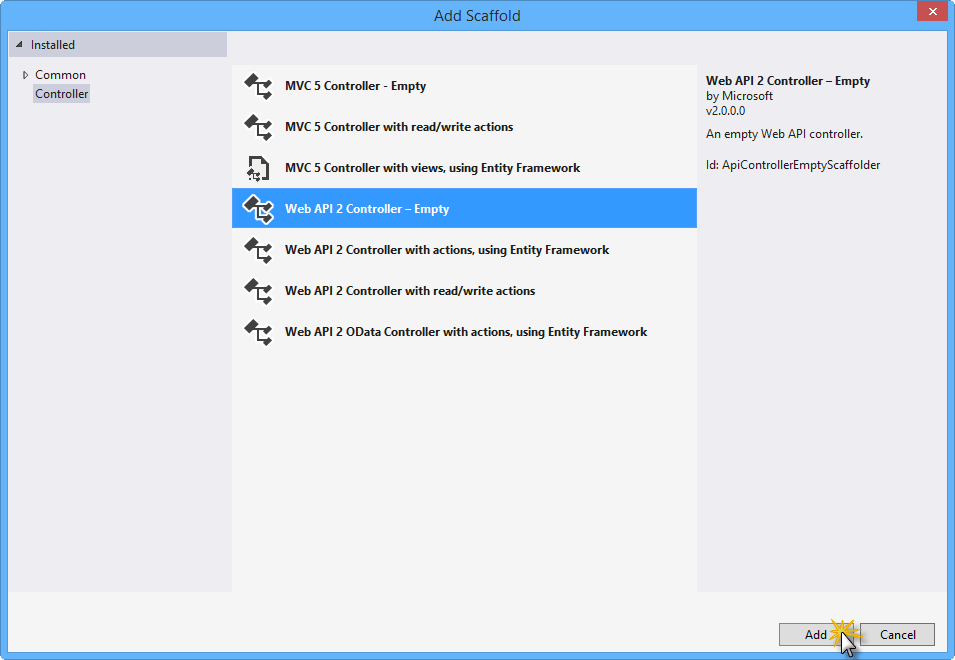 Add Scaffold
Installed
Common
Controller
MVC 5 Controller - Empty
MVC 5 Controller with read/write actions
MVC 5 Controller with views, using Entity Framework
Web API 2 Controller – Empty
Web API 2 Controller with actions, using Entity Framework
Web API 2 Controller with read/write actions
Web API 2 OData Controller with actions, using Entity Framework
Web API 2 Controller – Empty
by Microsoft
v2.0.0.0
An empty Web API controller.
Id: ApiControllerEmptyScaffolder
Add
Cancel